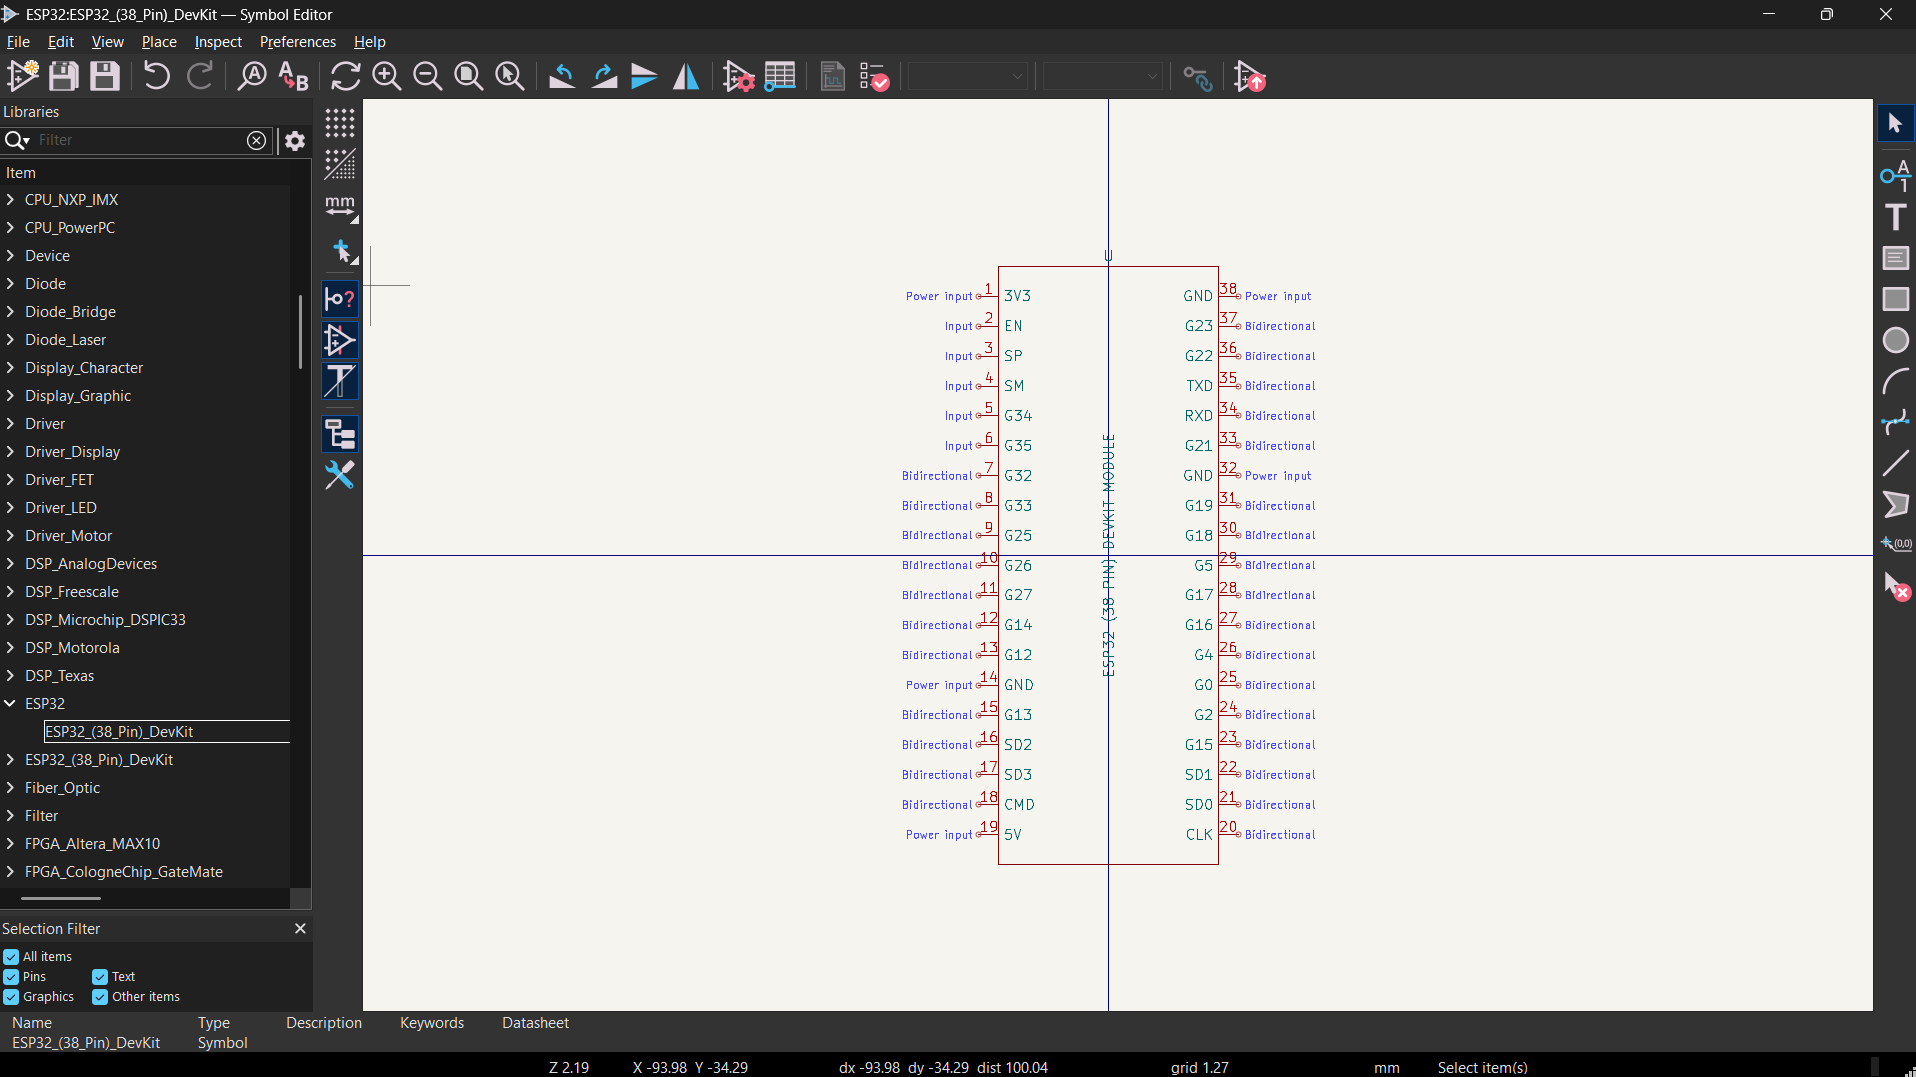 ESP32:ESP32_(38_Pin)_DevKit — Symbol Editor
File Edit View Place Inspect Preferences Help
Libraries
Filter
Item
CPU_NXP_IMX
CPU_PowerPC
Device
Diode
Diode_Bridge
Diode_Laser
Display_Character
Display_Graphic
Driver
Driver_Display
Driver_FET
Driver_LED
Driver_Motor
DSP_AnalogDevices
DSP_Freescale
DSP_Microchip_DSPIC33
DSP_Motorola
DSP_Texas
ESP32
ESP32_(38_Pin)_DevKit
ESP32_(38_Pin)_DevKit
Fiber_Optic
Filter
FPGA_Altera_MAX10
FPGA_CologneChip_GateMate
Selection Filter
All items
Pins Text
Graphics Other items
mm
U
Power input 1 3V3 GND 38 Power input
Input 2 EN G23 37 Bidirectional
Input 3 SP G22 36 Bidirectional
Input 4 SM TXD 35 Bidirectional
Input 5 G34 RXD 34 Bidirectional
Input 6 G35 G21 33 Bidirectional
Bidirectional 7 G32 GND 32 Power input
Bidirectional 8 G33 G19 31 Bidirectional
Bidirectional 9 G25 G18 30 Bidirectional
Bidirectional 10 G26 G5 29 Bidirectional
Bidirectional 11 G27 G17 28 Bidirectional
Bidirectional 12 G14 G16 27 Bidirectional
Bidirectional 13 G12 G4 26 Bidirectional
Power input 14 GND G0 25 Bidirectional
Bidirectional 15 G13 G2 24 Bidirectional
Bidirectional 16 SD2 G15 23 Bidirectional
Bidirectional 17 SD3 SD1 22 Bidirectional
Bidirectional 18 CMD SD0 21 Bidirectional
Power input 19 5V CLK 20 Bidirectional
ESP32 (38 PIN) DEVKIT MODULE
(0,0)
Name Type Description Keywords Datasheet
ESP32_(38_Pin)_DevKit Symbol
Z 2.19 X -93.98 Y -34.29 dx -93.98 dy -34.29 dist 100.04 grid 1.27 mm Select item(s)